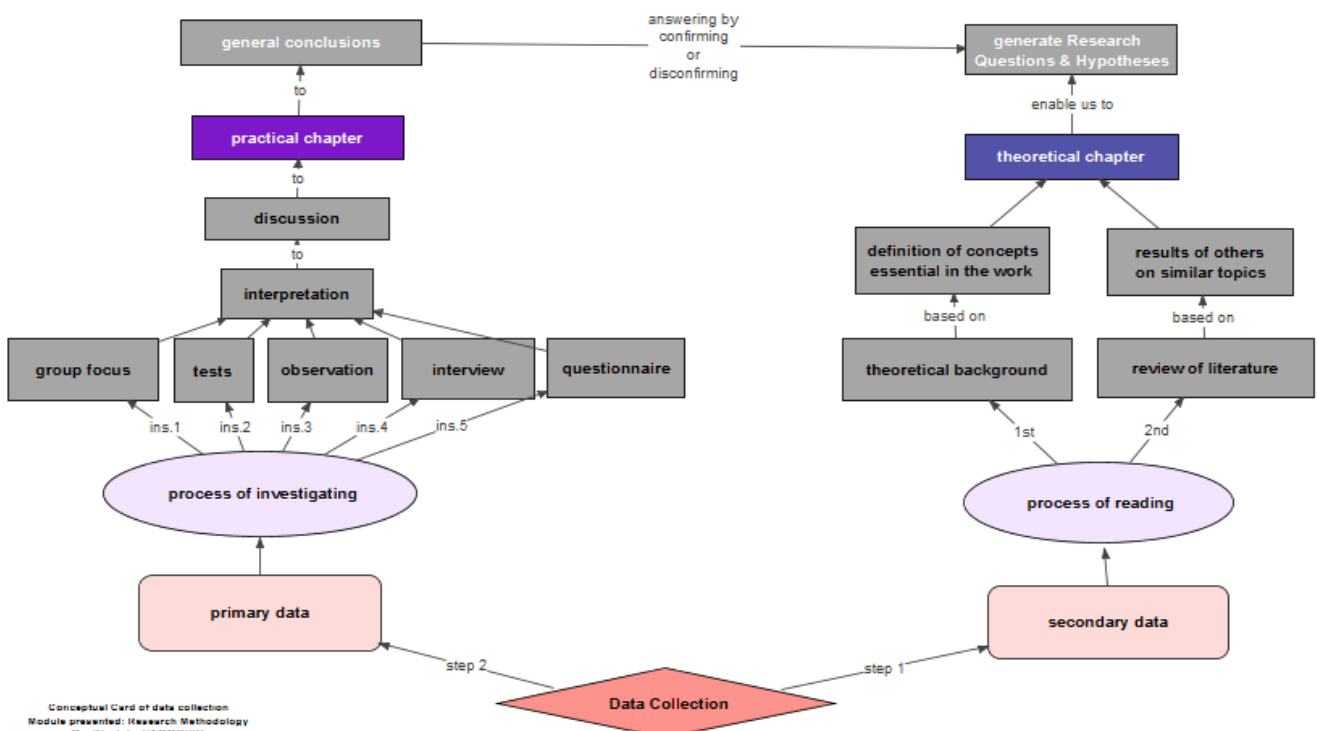 answering by
confirming
or
disconfirming
general conclusions
generate Research
Questions & Hypotheses
to
enable us to
practical chapter
theoretical chapter
to
discussion
definition of concepts
essential in the work
results of others
on similar topics
to
interpretation
based on
based on
group focus
tests
observation
interview
questionnaire
theoretical background
review of literature
ins.1
ins.2
ins.3
ins.4
ins.5
1st
2nd
process of investigating
process of reading
primary data
secondary data
step 2
step 1
Data Collection
Conceptual Card of data collection
Module presented: Research Methodology